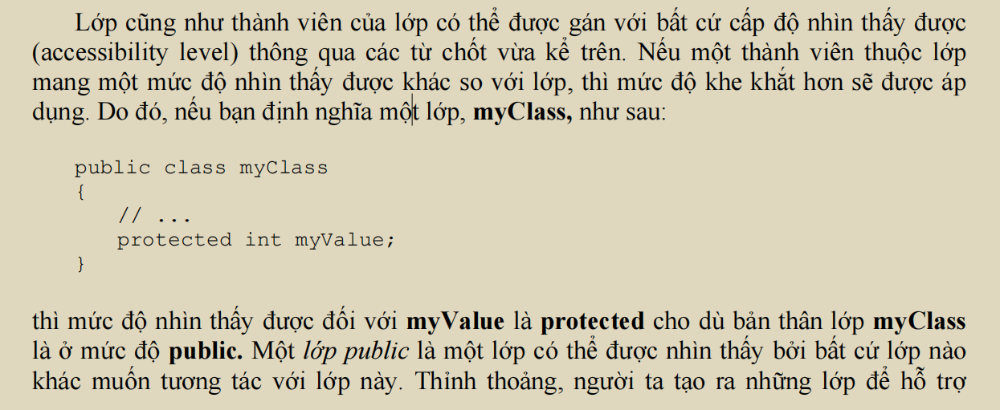 Lớp cũng như thành viên của lớp có thể được gán với bất cứ cấp độ nhìn thấy được
(accessibility level) thông qua các từ chốt vừa kể trên. Nếu một thành viên thuộc lớp
mang một mức độ nhìn thấy được khác so với lớp, thì mức độ khe khắt hơn sẽ được áp
dụng. Do đó, nếu bạn định nghĩa một lớp, myClass, như sau:
public class myClass
{
// ...
protected int myValue;
}
thì mức độ nhìn thấy được đối với myValue là protected cho dù bản thân lớp myClass
là ở mức độ public. Một lớp public là một lớp có thể được nhìn thấy bởi bất cứ lớp nào
khác muốn tương tác với lớp này. Thỉnh thoảng, người ta tạo ra những lớp để hỗ trợ